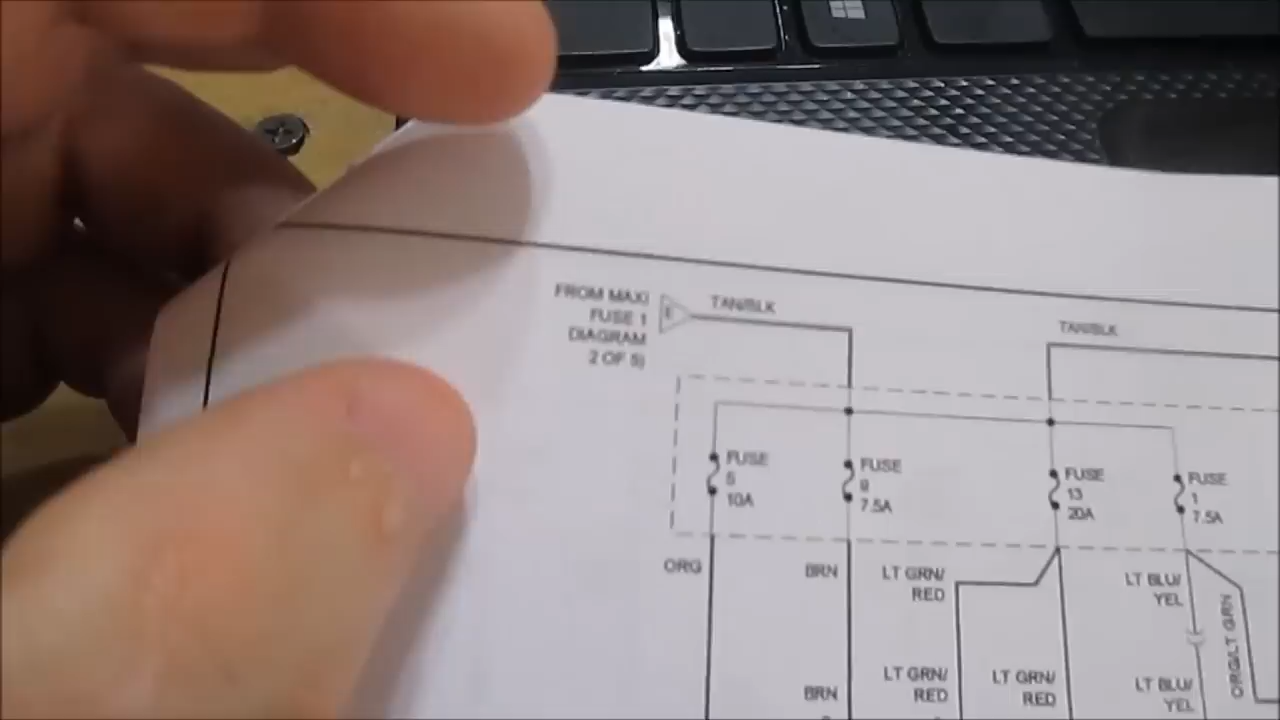 FROM MAXI
FUSE 1
DIAGRAM
2 OF 5)
E
TAN/BLK
TAN/BLK
FUSE
5
10A
FUSE
9
7.5A
FUSE
13
20A
FUSE
1
7.5A
ORG
BRN
LT GRN/
RED
LT BLU/
YEL
ORG/LT GRN
BRN
LT GRN/
RED
LT GRN/
RED
LT BLU/
YEL